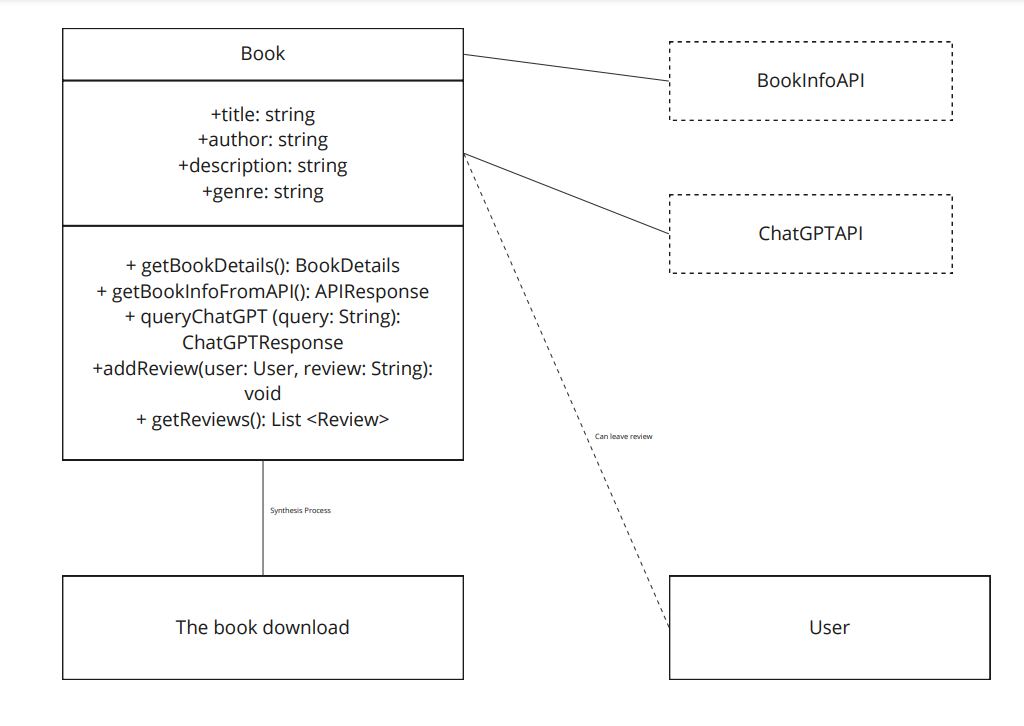 Book
BookInfoAPI
+title: string
+author: string
+description: string
+genre: string
ChatGPTAPI
+ getBookDetails(): BookDetails
+ getBookInfoFromAPI(): APIResponse
+ queryChatGPT (query: String):
ChatGPTResponse
+addReview(user: User, review: String):
void
+ getReviews(): List <Review>
Can leave review
Synthesis Process
The book download
User